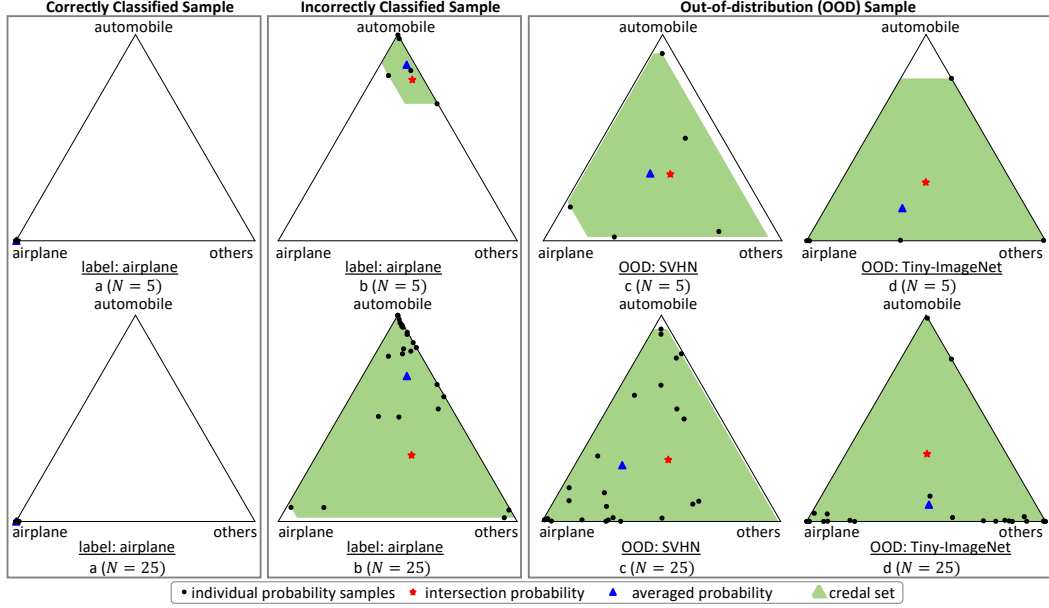 Correctly Classified Sample
Incorrectly Classified Sample
Out-of-distribution (OOD) Sample
automobile
automobile
automobile
automobile
airplane others
airplane others
airplane others
airplane others
label: airplane
label: airplane
OOD: SVHN
OOD: Tiny-ImageNet
a (N = 5)
b (N = 5)
c (N = 5)
d (N = 5)
automobile
automobile
automobile
automobile
airplane others
airplane others
airplane others
airplane others
label: airplane
label: airplane
OOD: SVHN
OOD: Tiny-ImageNet
a (N = 25)
b (N = 25)
c (N = 25)
d (N = 25)
individual probability samples
intersection probability
averaged probability
credal set